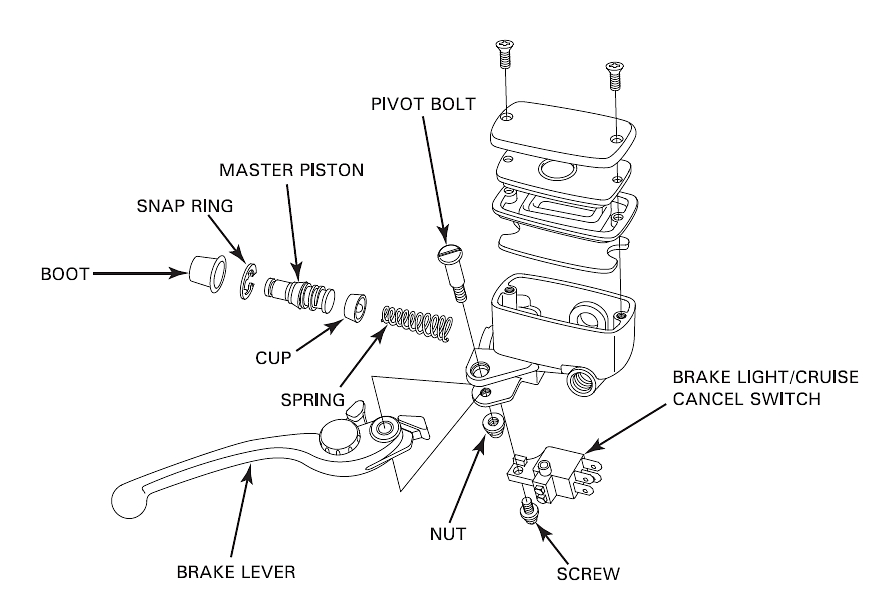 PIVOT BOLT
MASTER PISTON
SNAP RING
BOOT
CUP
SPRING
BRAKE LIGHT/CRUISE
CANCEL SWITCH
NUT
BRAKE LEVER
SCREW